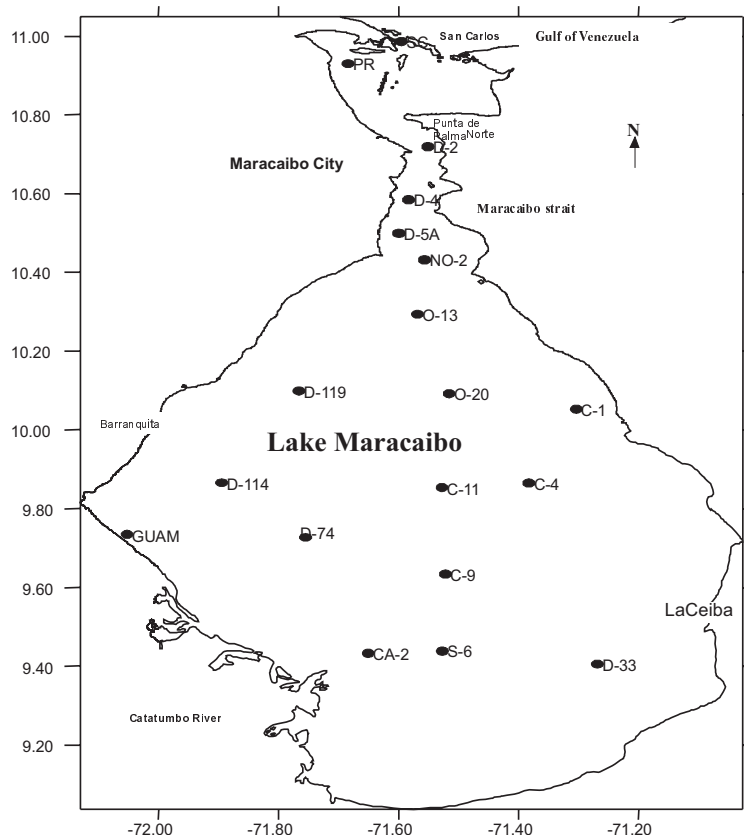 11.00
San Carlos
Gulf of Venezuela
PR
10.80
Punta de
Palma Norte
D-2
N
Maracaibo City
10.60
D-4
Maracaibo strait
D-5A
NO-2
10.40
O-13
10.20
D-119
O-20
C-1
Barranquita
10.00
Lake Maracaibo
D-114
C-11
C-4
9.80
GUAM
D-74
9.60
C-9
LaCeiba
9.40
CA-2
S-6
D-33
Catatumbo River
9.20
-72.00
-71.80
-71.60
-71.40
-71.20